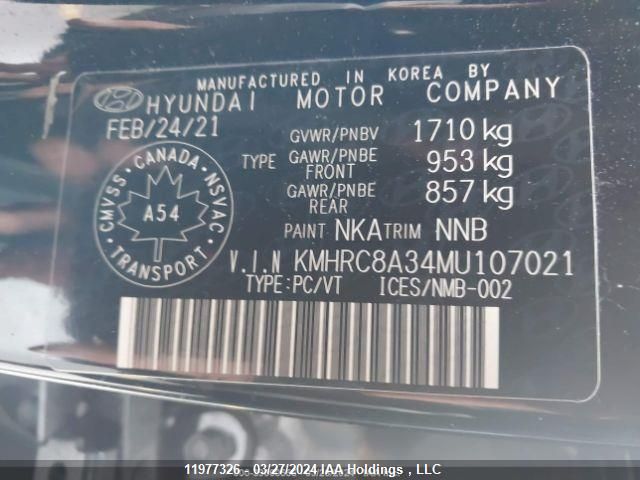 MANUFACTURED IN KOREA BY
HYUNDAI MOTOR COMPANY
FEB/24/21
GVWR/PNBV 1710 kg
TYPE GAWR/PNBE FRONT 953 kg
GAWR/PNBE REAR 857 kg
CMVSS · CANADA · NSVAC
A54
TRANSPORT
PAINT NKA TRIM NNB
V.I.N KMHRC8A34MU107021
TYPE:PC/VT ICES/NMB-002
11977326 - 03/27/2024 IAA Holdings , LLC